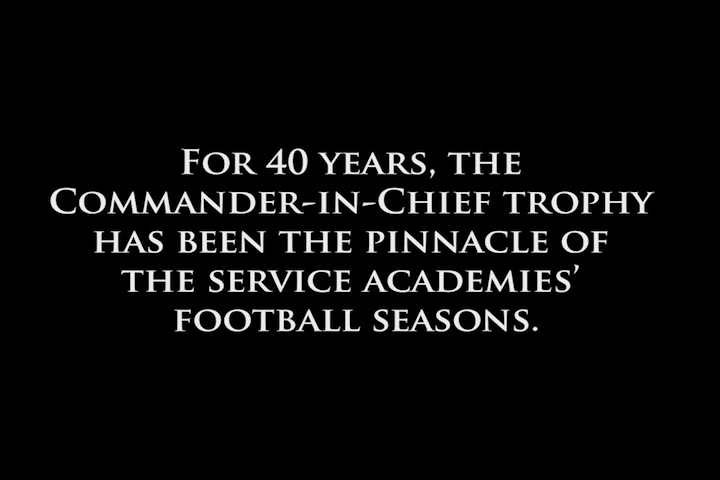 For 40 years, the
Commander-in-Chief trophy
has been the pinnacle of
the service academies’
football seasons.